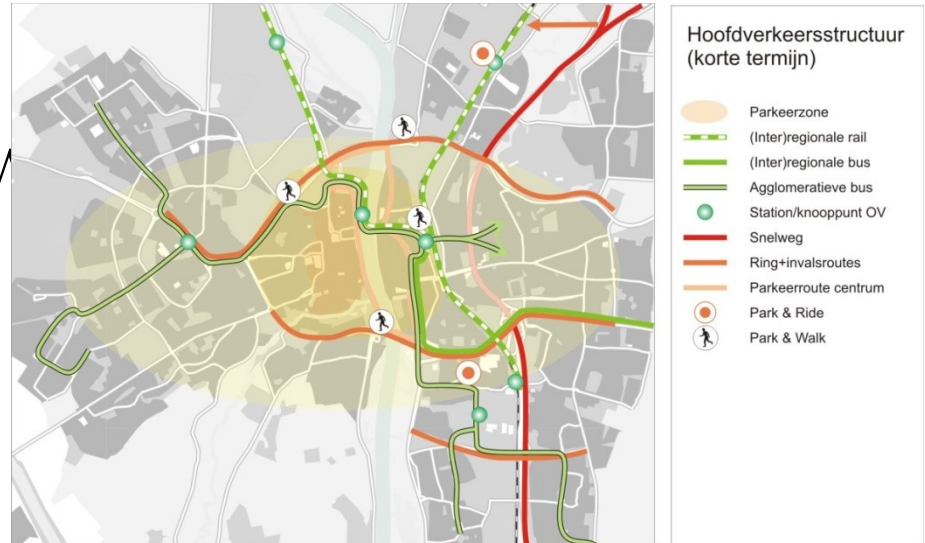 Hoofdverkeersstructuur
(korte termijn)
Parkeerzone
(Inter)regionale rail
(Inter)regionale bus
Agglomeratieve bus
Station/knooppunt OV
Snelweg
Ring+invalsroutes
Parkeerroute centrum
Park & Ride
Park & Walk